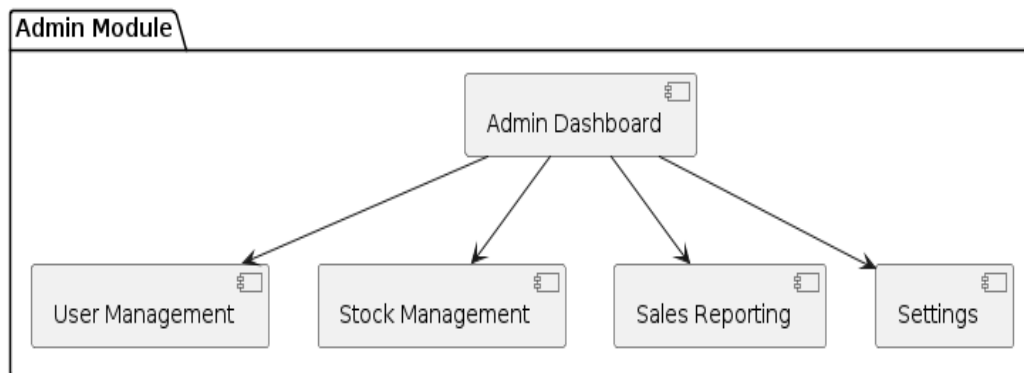 Admin Module
Admin Dashboard
User Management
Stock Management
Sales Reporting
Settings